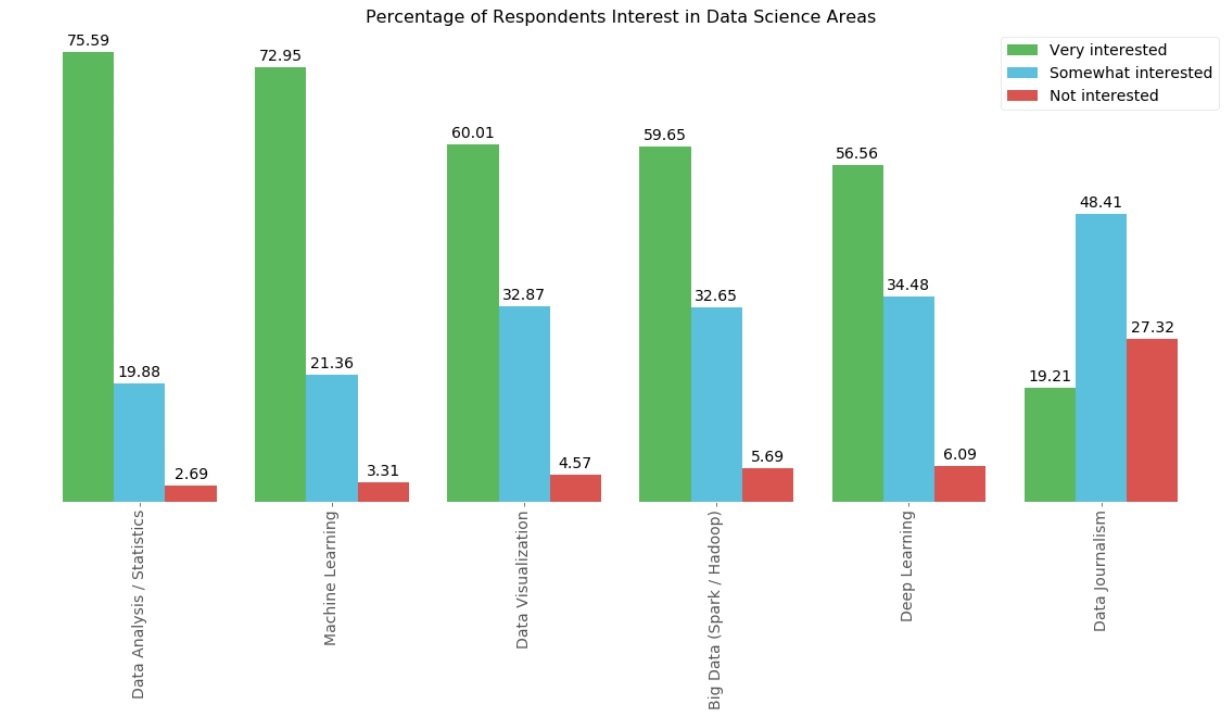 Percentage of Respondents Interest in Data Science Areas
Very interested
Somewhat interested
Not interested
75.59
19.88
2.69
72.95
21.36
3.31
60.01
32.87
4.57
59.65
32.65
5.69
56.56
34.48
6.09
19.21
48.41
27.32
Data Analysis / Statistics
Machine Learning
Data Visualization
Big Data (Spark / Hadoop)
Deep Learning
Data Journalism